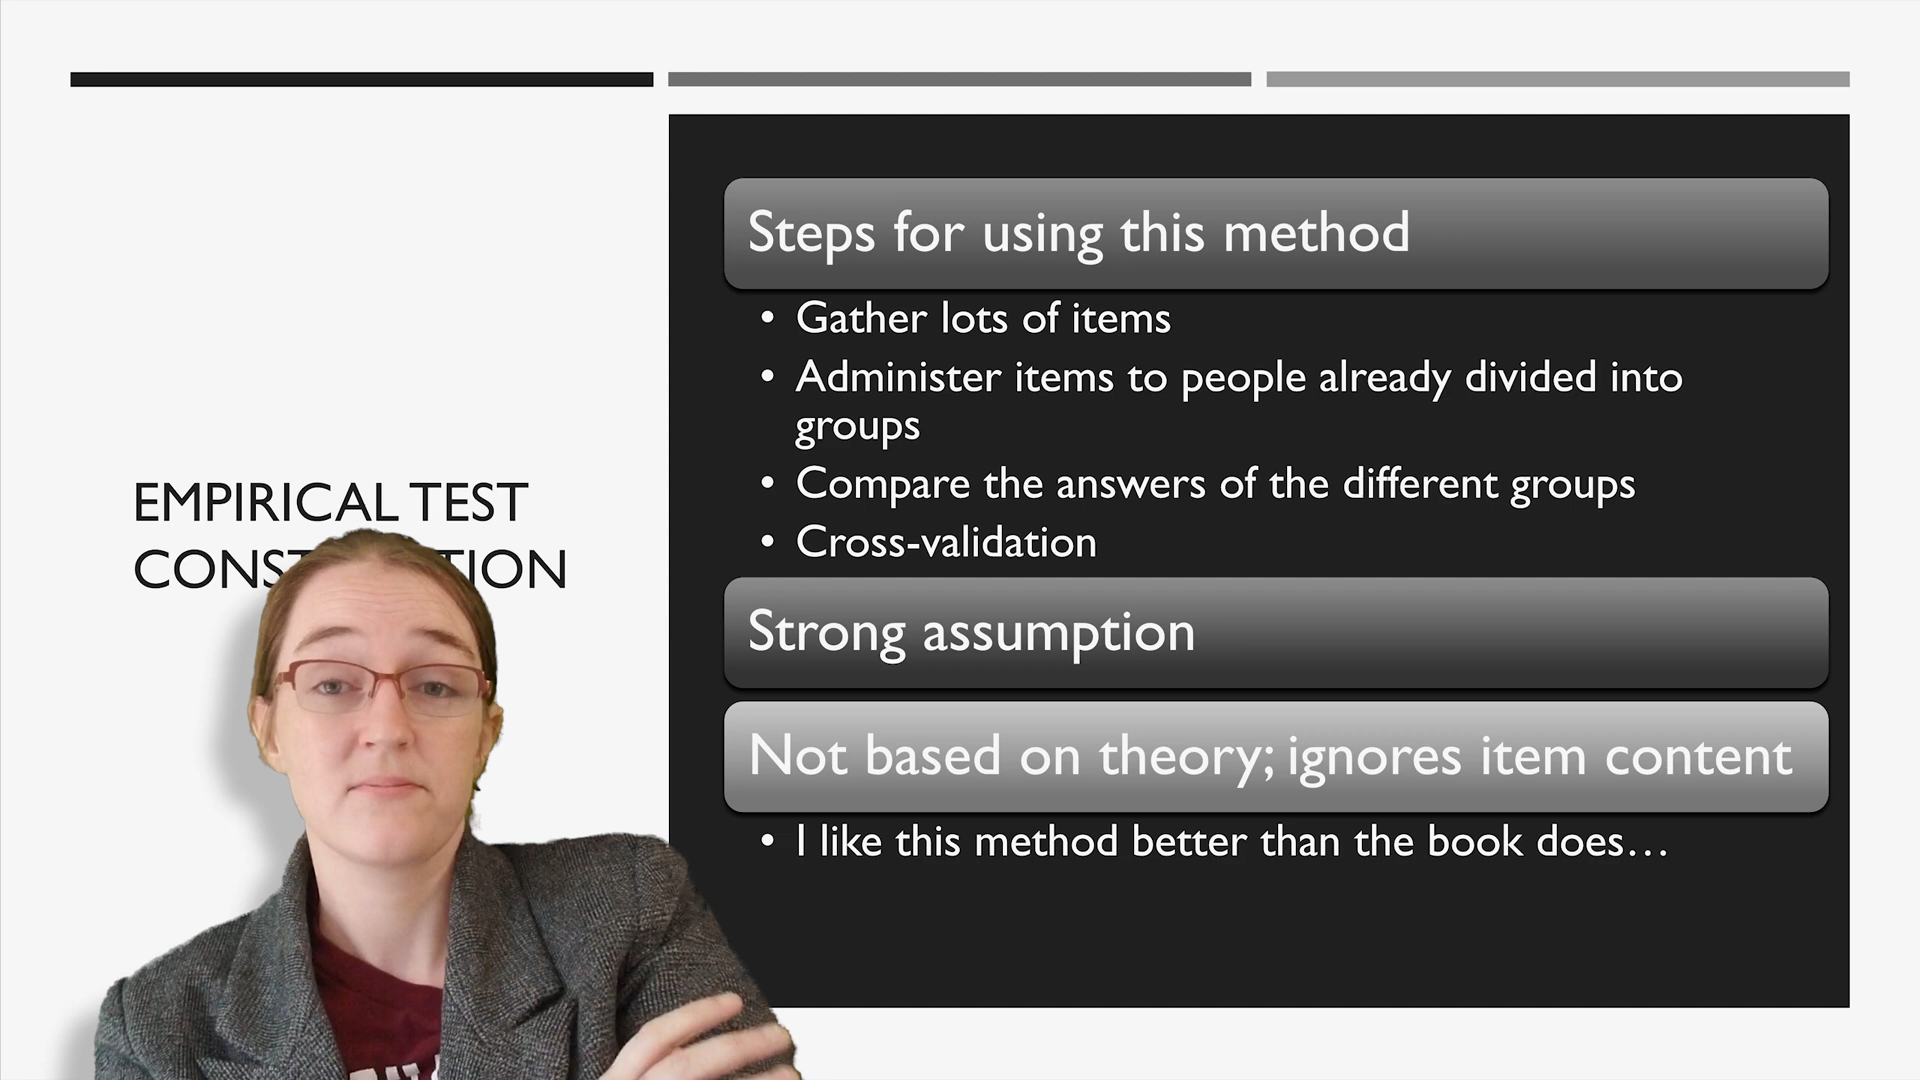 EMPIRICAL TEST
Steps for using this method
• Gather lots of items
• Administer items to people already divided into
groups
• Compare the answers of the different groups
• Cross-validation
Strong assumption
Not based on theory; ignores item content
• I like this method better than the book does…